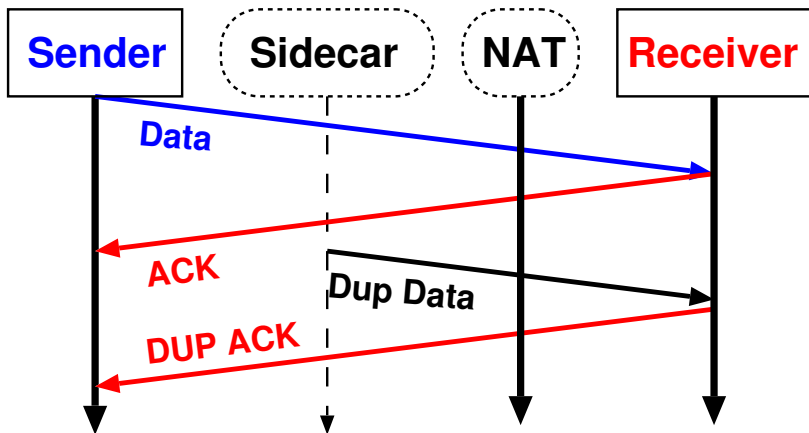 Sender
Sidecar
NAT
Receiver
Data
ACK
Dup Data
DUP ACK